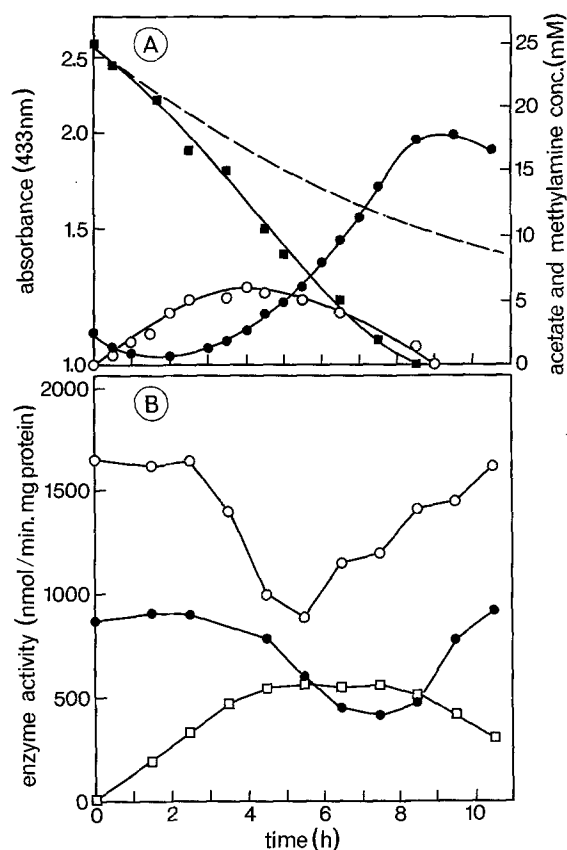 A
absorbance (433nm)
2.5
2.0
1.5
1.0
25
20
15
10
5
0
acetate and methylamine conc.(mM)
B
enzyme activity (nmol/min.mg protein)
2000
1500
1000
500
0
0 2 4 6 8 10
time (h)